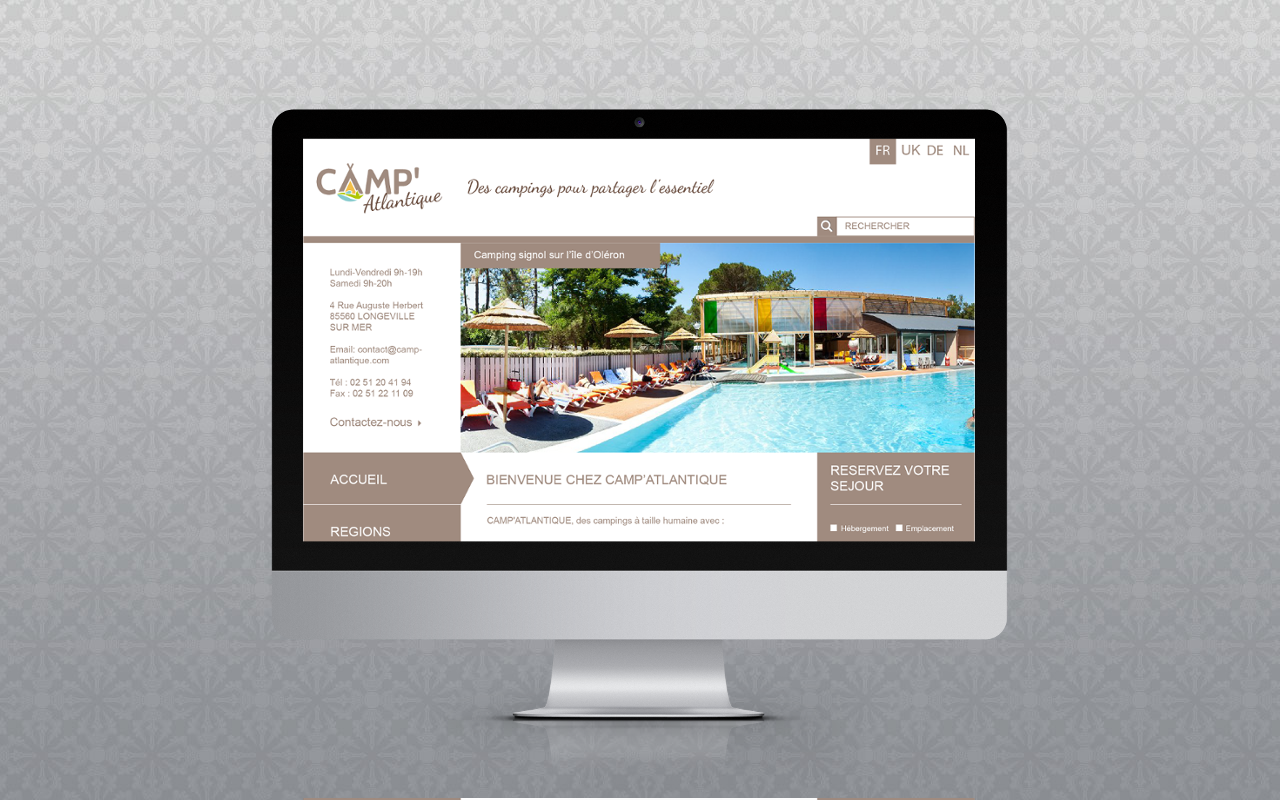 FR UK DE NL
CAMP'
Atlantique
Des campings pour partager l'essentiel
RECHERCHER
Camping signol sur l'île d'Oléron
Lundi-Vendredi 9h-19h
Samedi 9h-20h
4 Rue Auguste Herbert
85560 LONGEVILLE
SUR MER
Email: contact@camp-
atlantique.com
Tél : 02 51 20 41 94
Fax : 02 51 22 11 09
Contactez-nous
ACCUEIL
REGIONS
BIENVENUE CHEZ CAMP'ATLANTIQUE
CAMP'ATLANTIQUE, des campings à taille humaine avec :
RESERVEZ VOTRE
SEJOUR
Hébergement Emplacement